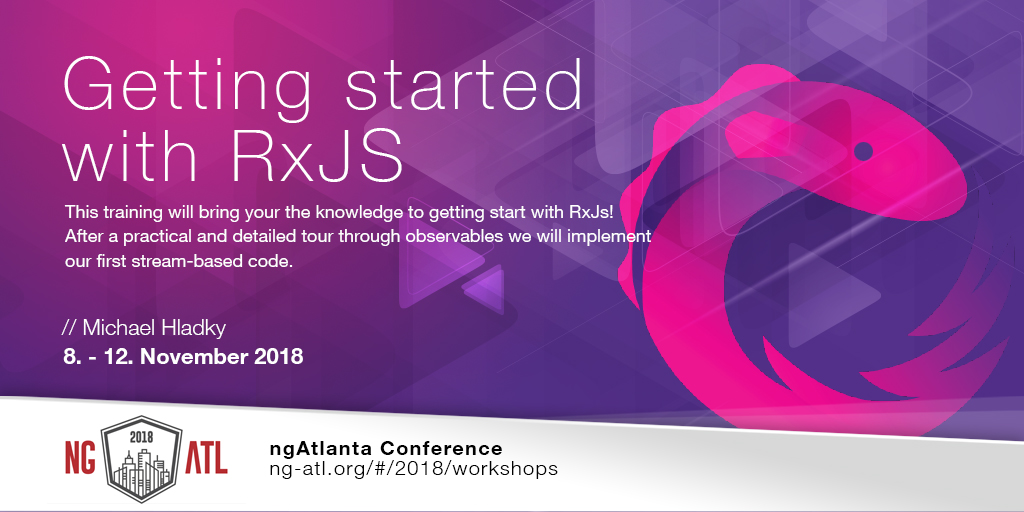 Getting started
with RxJS
This training will bring your the knowledge to getting start with RxJs!
After a practical and detailed tour through observables we will implement
our first stream-based code.
// Michael Hladky
8. - 12. November 2018
NG 2018 ATL
ngAtlanta Conference
ng-atl.org/#/2018/workshops